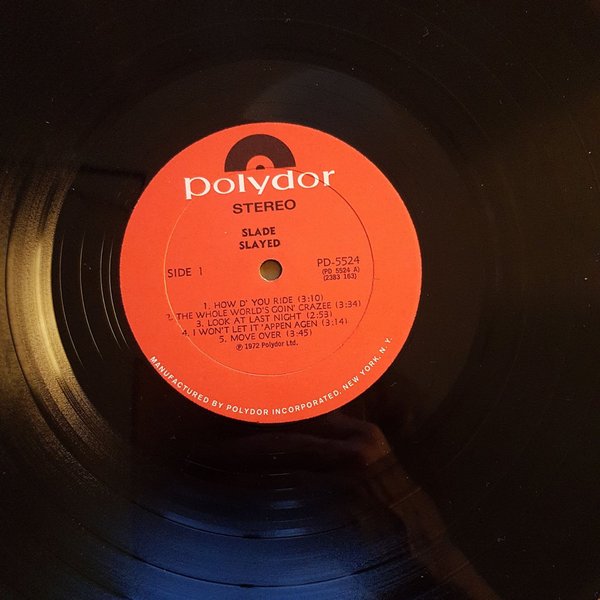 polydor
STEREO
SLADE
SLAYED
SIDE 1
PD-5524
(PD 5524 A)
(2383 163)
1. HOW D' YOU RIDE (3:10)
2. THE WHOLE WORLD'S GOIN' CRAZEE (3:34)
3. LOOK AT LAST NIGHT (2:53)
4. I WON'T LET IT 'APPEN AGEN (3:14)
5. MOVE OVER (3:45)
℗ 1972 Polydor Ltd.
MANUFACTURED BY POLYDOR INCORPORATED, NEW YORK, N.Y.